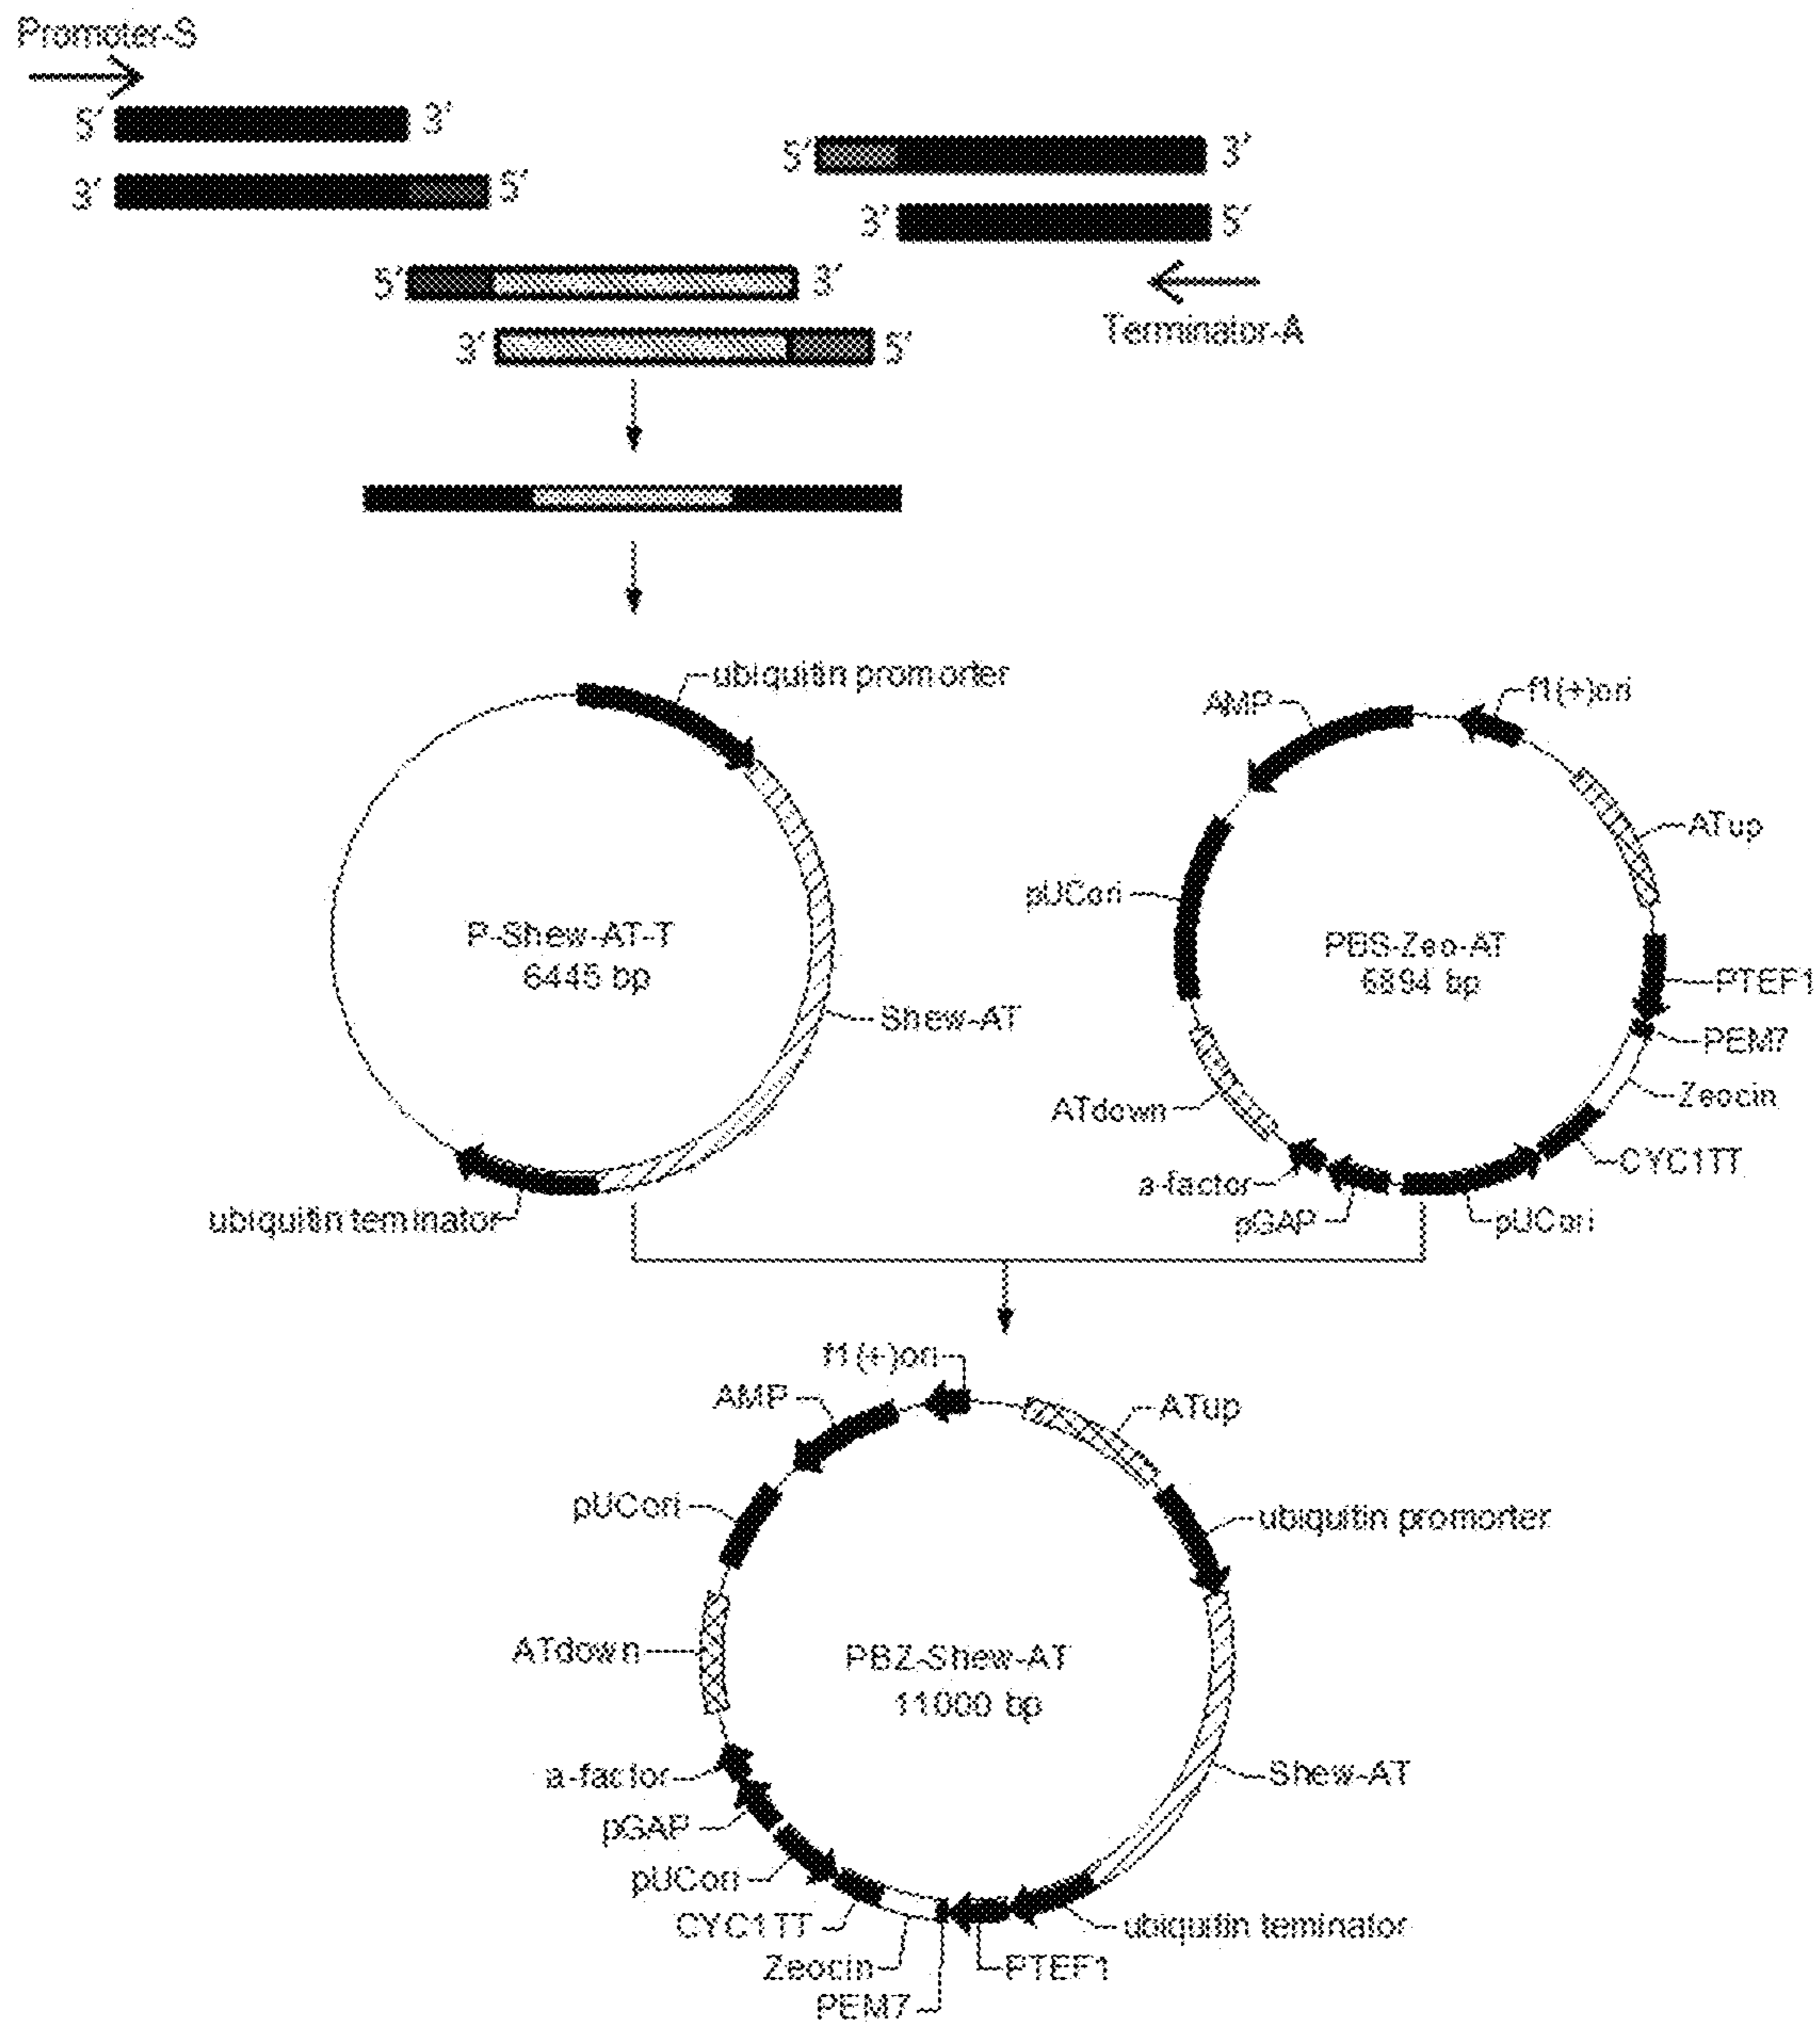 Promoter-S
5' 3'
3' 5'
5' 3'
3' 5'
Terminator-A
5' 3'
3' 5'
ubiquitin promorter
P-Shew-AT-T
6445 bp
Shew-AT
ubiquitin teminator
AMP
f1(+)ori
ATup
pUCori
PBS-Zeo-AT
6894 bp
PTEF1
PEM7
Zeocin
ATdown
CYC1TT
a-factor
pGAP
pUCori
f1(+)ori
AMP
ATup
pUCori
ubiquitin promorter
ATdown
PBZ-Shew-AT
11000 bp
a-factor
Shew-AT
pGAP
pUCori
CYC1TT
ubiquitin teminator
Zeocin
PTEF1
PEM7